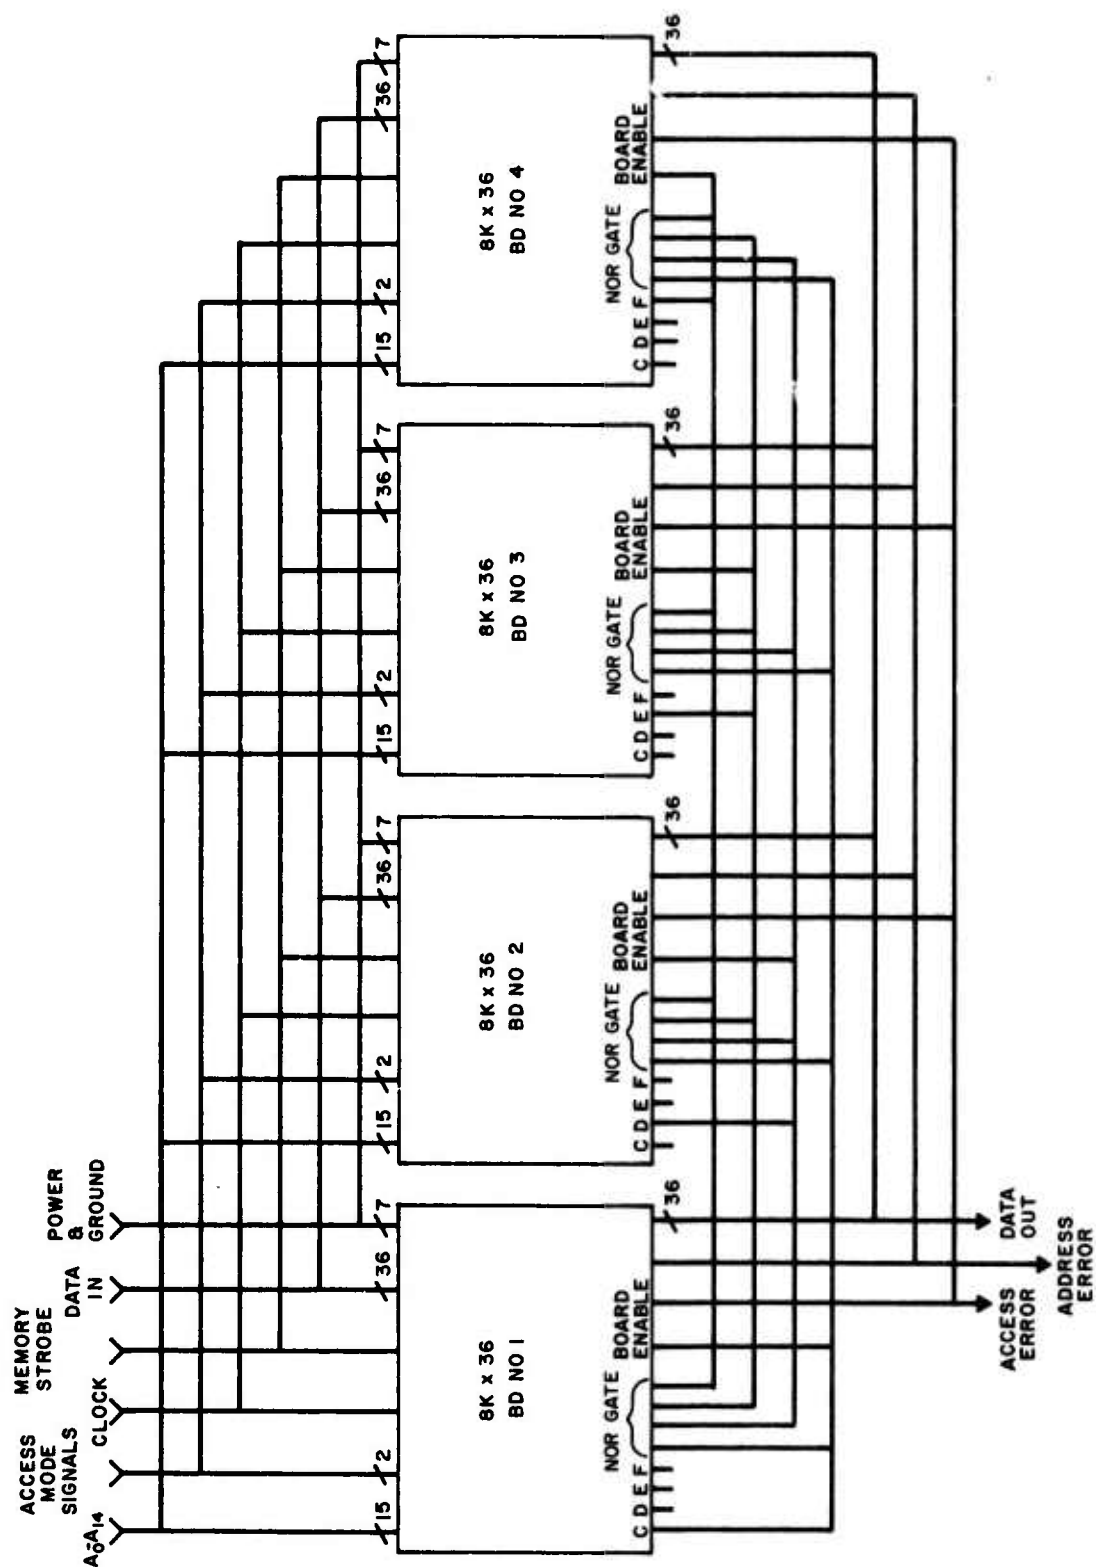 A0-A14
ACCESS
MODE
SIGNALS
CLOCK
MEMORY
STROBE
DATA
IN
POWER
&
GROUND
15
2
36
7
8K x 36
BD NO 1
C D E F
NOR GATE
BOARD
ENABLE
36
15
2
36
7
8K x 36
BD NO 2
C D E F
NOR GATE
BOARD
ENABLE
36
15
2
36
7
8K x 36
BD NO 3
C D E F
NOR GATE
BOARD
ENABLE
36
15
2
36
7
8K x 36
BD NO 4
C D E F
NOR GATE
BOARD
ENABLE
36
ACCESS
ERROR
ADDRESS
ERROR
DATA
OUT